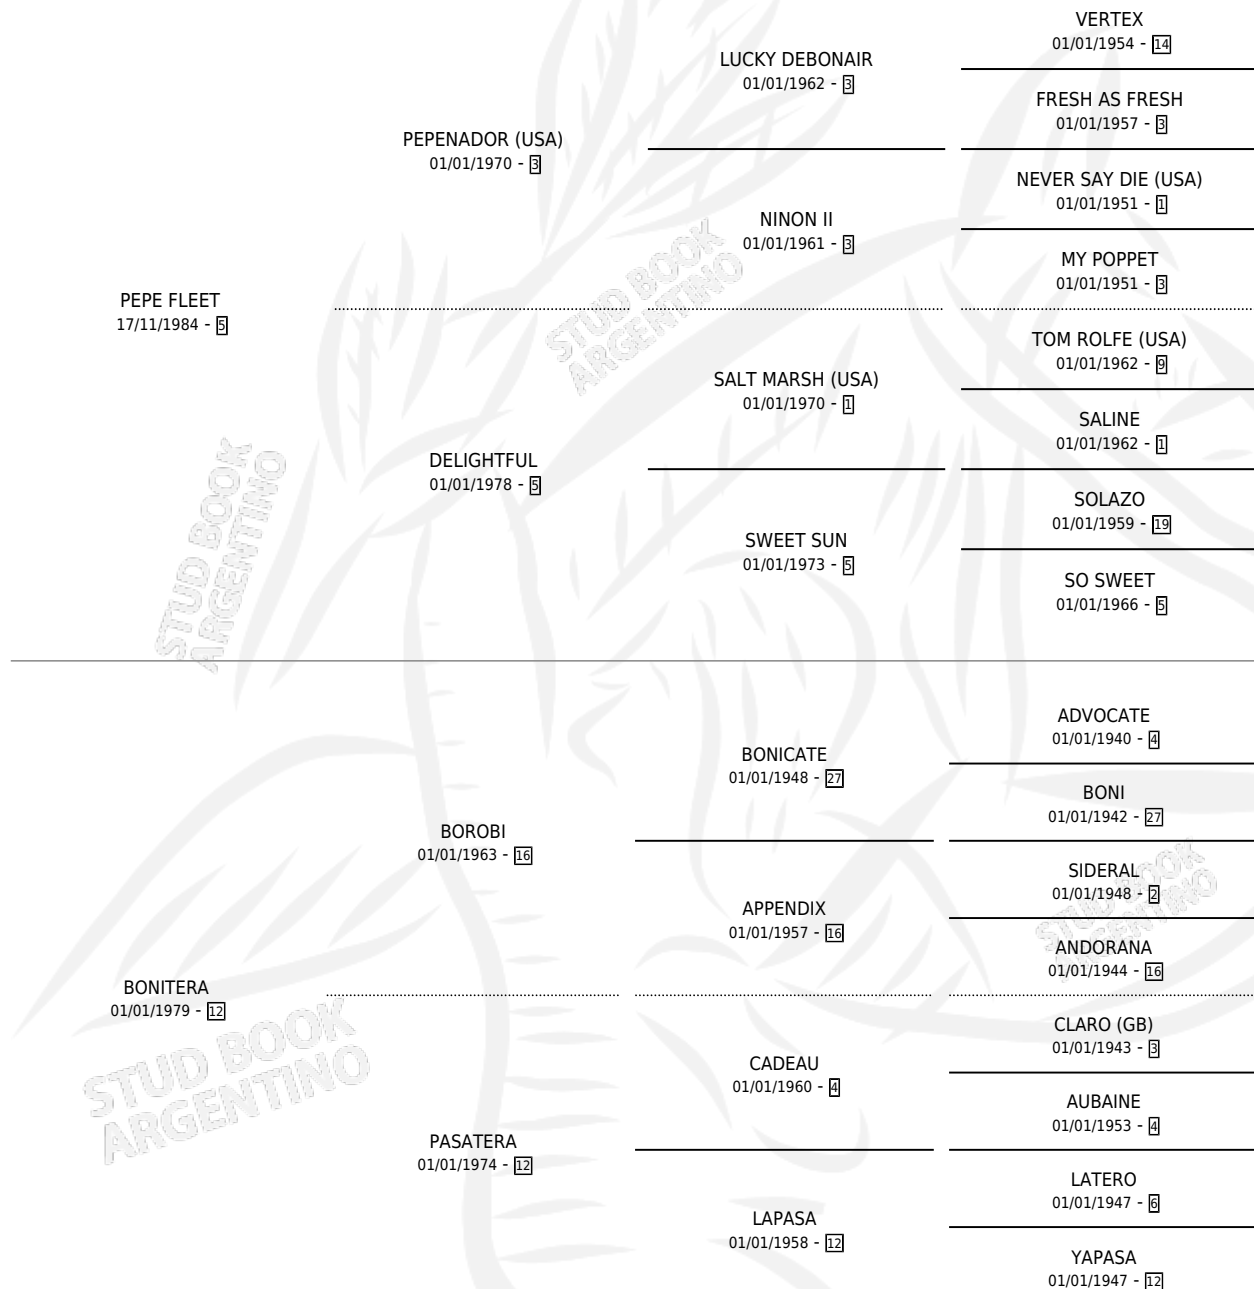 VERTEX
01/01/1954 - 14
LUCKY DEBONAIR
01/01/1962 - 3
FRESH AS FRESH
01/01/1957 - 3
PEPENADOR (USA)
01/01/1970 - 3
NEVER SAY DIE (USA)
01/01/1951 - 1
NINON II
01/01/1961 - 3
MY POPPET
01/01/1951 - 3
PEPE FLEET
17/11/1984 - 5
STUD BOOK
ARGENTINO
TOM ROLFE (USA)
01/01/1962 - 9
SALT MARSH (USA)
01/01/1970 - 1
SALINE
01/01/1962 - 1
DELIGHTFUL
01/01/1978 - 5
SOLAZO
01/01/1959 - 19
SWEET SUN
01/01/1973 - 5
SO SWEET
01/01/1966 - 5
STUD BOOK
ARGENTINO
ADVOCATE
01/01/1940 - 4
BONICATE
01/01/1948 - 27
BONI
01/01/1942 - 27
BOROBI
01/01/1963 - 16
SIDERAL
01/01/1948 - 2
APPENDIX
01/01/1957 - 16
STUD BOOK
ARGENTINO
ANDORANA
01/01/1944 - 16
BONITERA
01/01/1979 - 12
STUD BOOK
ARGENTINO
CLARO (GB)
01/01/1943 - 3
CADEAU
01/01/1960 - 4
AUBAINE
01/01/1953 - 4
PASATERA
01/01/1974 - 12
LATERO
01/01/1947 - 6
LAPASA
01/01/1958 - 12
YAPASA
01/01/1947 - 12